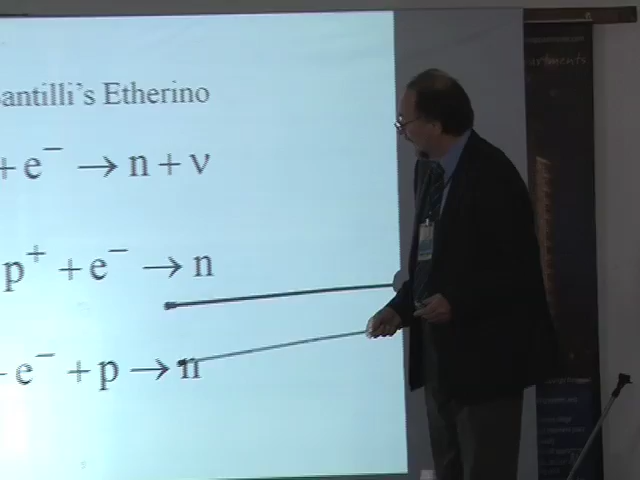 antilli's Etherino
+ e⁻ → n + ν
p⁺ + e⁻ → n
e⁻ + p → n